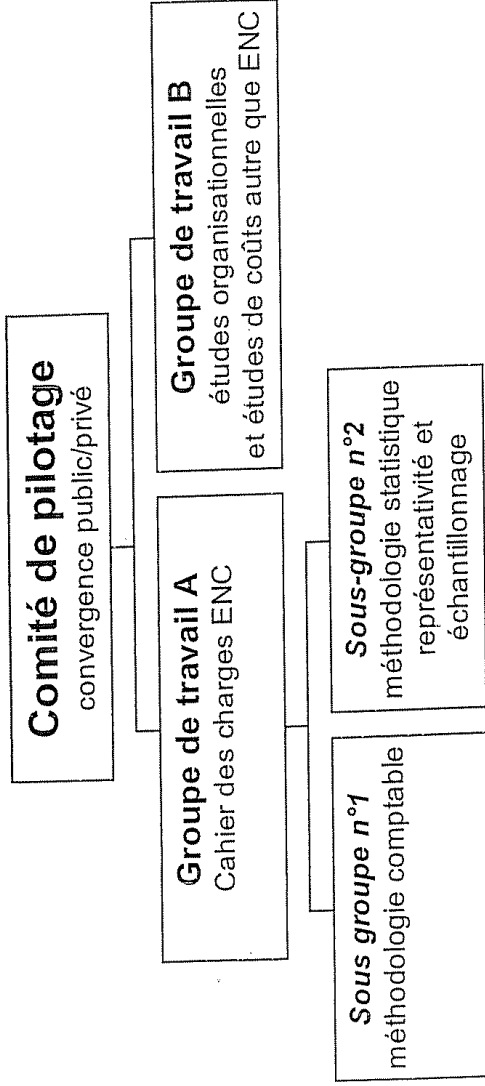 Comité de pilotage
convergence public/privé
Groupe de travail A
Cahier des charges ENC
Groupe de travail B
études organisationnelles
et études de coûts autre que ENC
Sous groupe n°1
méthodologie comptable
Sous-groupe n°2
méthodologie statistique
représentativité et
échantillonnage